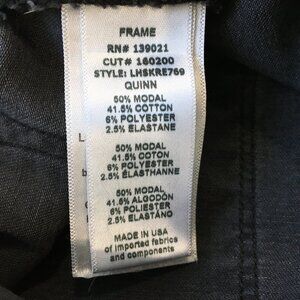 FRAME
RN# 139021
CUT# 160200
STYLE: LHSKRE769
QUINN
50% MODAL
41.5% COTTON
6% POLYESTER
2.5% ELASTANE
50% MODAL
41.5% COTON
6% POLYESTER
2.5% ELASTHANNE
50% MODAL
41.5% ALGODÓN
6% POLIESTER
2.5% ELASTANO
MADE IN USA
of imported fabrics
and components